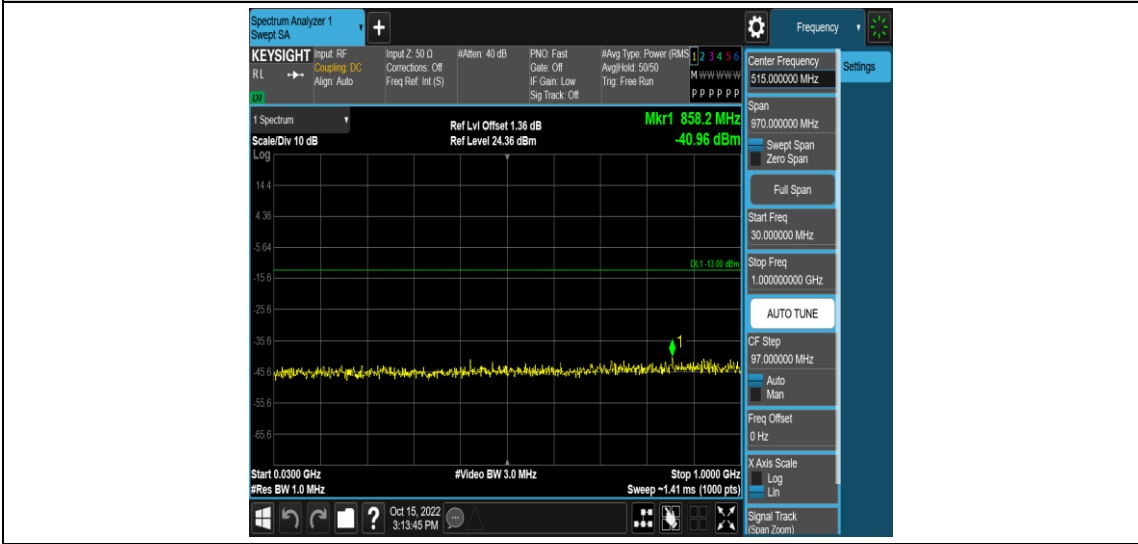 Spectrum Analyzer 1
Swept SA
Frequency
KEYSIGHT
RL
Input: RF
Coupling: DC
Align: Auto
Input Z: 50 Ω
Corrections: Off
Freq Ref: Int (S)
#Atten: 40 dB
PNO: Fast
Gate: Off
IF Gain: Low
Sig Track: Off
#Avg Type: Power (RMS
Avg|Hold: 50/50
Trig: Free Run
1 2 3 4 5 6
M W W W W W
P P P P P P
1 Spectrum
Scale/Div 10 dB
Ref Lvl Offset 1.36 dB
Ref Level 24.36 dBm
Mkr1 858.2 MHz
-40.96 dBm
Log
14.4
4.36
-5.64
DL1 -13.00 dBm
-15.6
-25.6
-35.6
1
-45.6
-55.6
-65.6
Start 0.0300 GHz
#Video BW 3.0 MHz
Stop 1.0000 GHz
#Res BW 1.0 MHz
Sweep ~1.41 ms (1000 pts)
?
Oct 15, 2022
3:13:45 PM
Center Frequency
515.000000 MHz
Settings
Span
970.000000 MHz
Swept Span
Zero Span
Full Span
Start Freq
30.000000 MHz
Stop Freq
1.000000000 GHz
AUTO TUNE
CF Step
97.000000 MHz
Auto
Man
Freq Offset
0 Hz
X Axis Scale
Log
Lin
Signal Track
(Span Zoom)